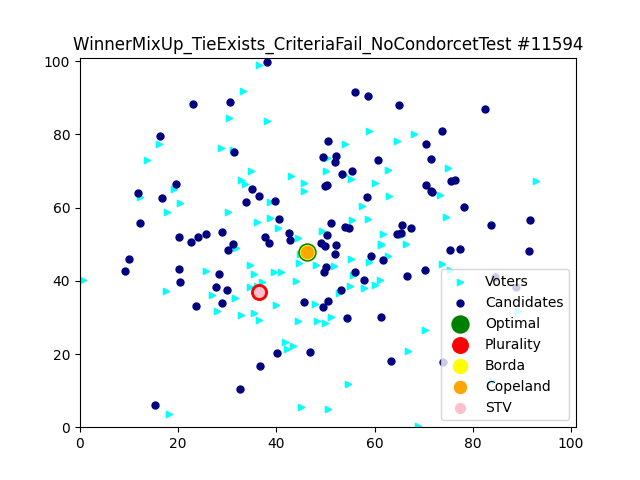 WinnerMixUp_TieExists_CriteriaFail_NoCondorcetTest #11594
100
80
60
40
20
0
0
20
40
60
80
100
Voters
Candidates
Optimal
Plurality
Borda
Copeland
STV